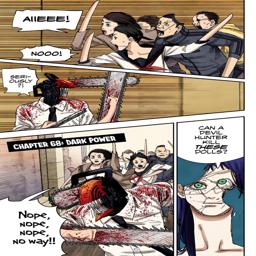 AIIEEE!
NOOO!
SERI-
OUSLY
?!
CHAPTER 68: DARK POWER
CAN A
DEVIL
HUNTER
KILL
THESE
DOLLS?
Nope,
nope,
nope,
no way!!